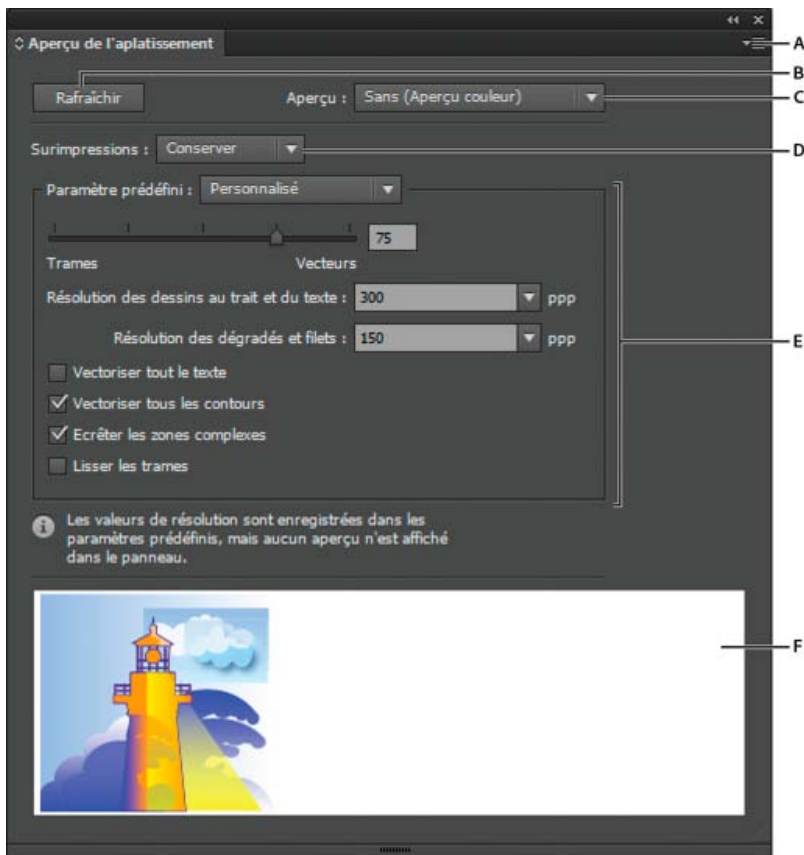 Aperçu de l'aplatissement
A
B
Rafraîchir Aperçu : Sans (Aperçu couleur) C
Surimpressions : Conserver D
Paramètre prédéfini : Personnalisé
75
Trames Vecteurs
Résolution des dessins au trait et du texte : 300 ppp
Résolution des dégradés et filets : 150 ppp
E
Vectoriser tout le texte
Vectoriser tous les contours
Ecrêter les zones complexes
Lisser les trames
Les valeurs de résolution sont enregistrées dans les
paramètres prédéfinis, mais aucun aperçu n'est affiché
dans le panneau.
F